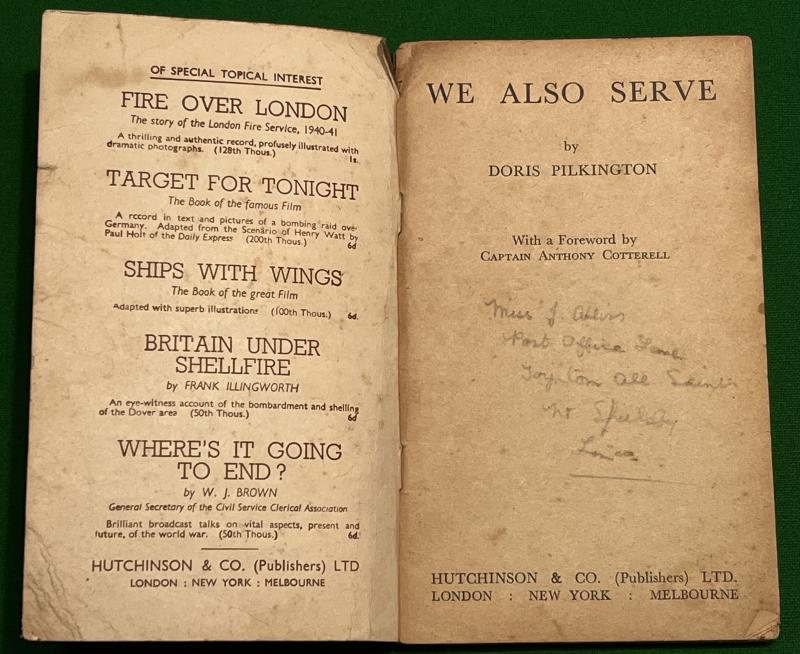 OF SPECIAL TOPICAL INTEREST
FIRE OVER LONDON
The story of the London Fire Service, 1940-41
A thrilling and authentic record, profusely illustrated with
dramatic photographs. (128th Thous.) 1s.
TARGET FOR TONIGHT
The Book of the famous Film
A record in text and pictures of a bombing raid over
Germany. Adapted from the Scenario of Henry Watt by
Paul Holt of the Daily Express (200th Thous.) 6d
SHIPS WITH WINGS
The Book of the great Film
Adapted with superb illustrations (100th Thous.) 6d.
BRITAIN UNDER
SHELLFIRE
by FRANK ILLINGWORTH
An eye-witness account of the bombardment and shelling
of the Dover area (50th Thous.) 6d
WHERE'S IT GOING
TO END?
by W. J. BROWN
General Secretary of the Civil Service Clerical Association
Brilliant broadcast talks on vital aspects, present and
future, of the world war. (50th Thous.) 6d.
HUTCHINSON & CO. (Publishers) LTD
LONDON : NEW YORK : MELBOURNE
WE ALSO SERVE
by
DORIS PILKINGTON
With a Foreword by
CAPTAIN ANTHONY COTTERELL
Miss J.
Post Office Lane
Toynton All Saints
Nr Spilsby
Lincs
HUTCHINSON & CO. (Publishers) LTD.
LONDON : NEW YORK : MELBOURNE